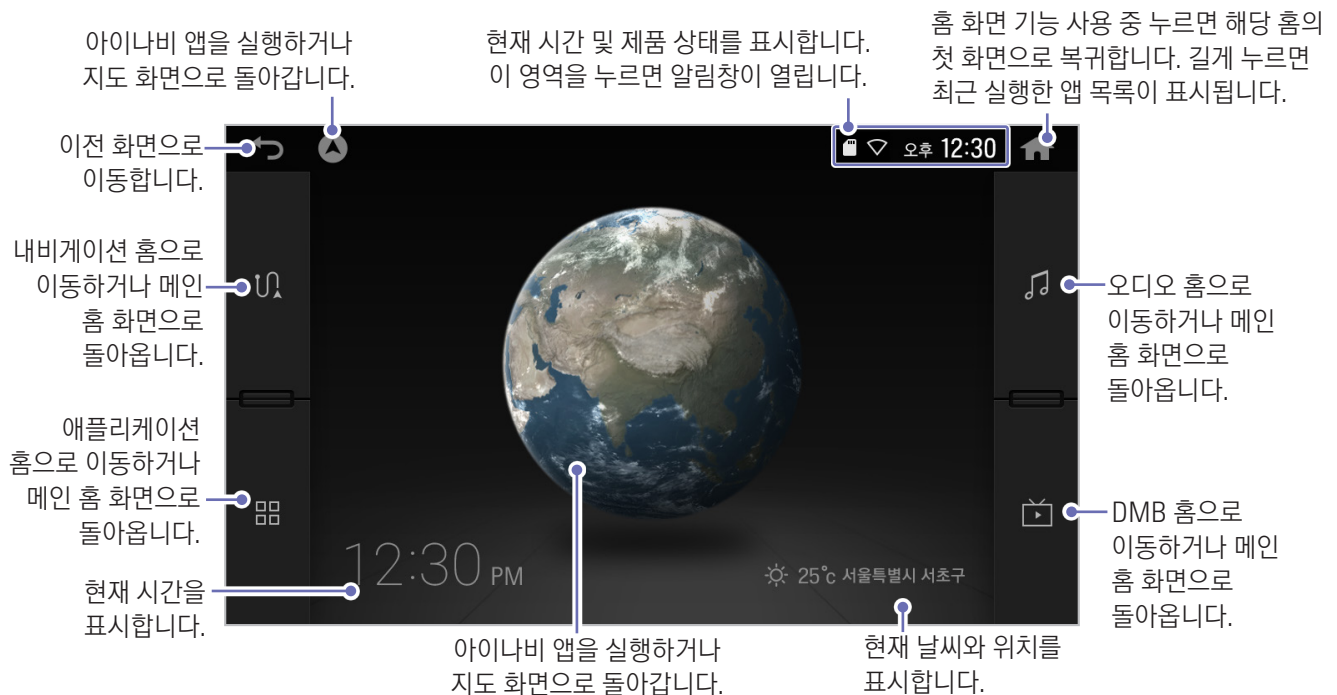 아이나비 앱을 실행하거나
지도 화면으로 돌아갑니다.
현재 시간 및 제품 상태를 표시합니다.
이 영역을 누르면 알림창이 열립니다.
홈 화면 기능 사용 중 누르면 해당 홈의
첫 화면으로 복귀합니다. 길게 누르면
최근 실행한 앱 목록이 표시됩니다.
이전 화면으로
이동합니다.
오후 12:30
내비게이션 홈으로
이동하거나 메인
홈 화면으로
돌아옵니다.
오디오 홈으로
이동하거나 메인
홈 화면으로
돌아옵니다.
애플리케이션
홈으로 이동하거나
메인 홈 화면으로
돌아옵니다.
DMB 홈으로
이동하거나 메인
홈 화면으로
돌아옵니다.
12:30 PM
25°c 서울특별시 서초구
현재 시간을
표시합니다.
아이나비 앱을 실행하거나
지도 화면으로 돌아갑니다.
현재 날씨와 위치를
표시합니다.